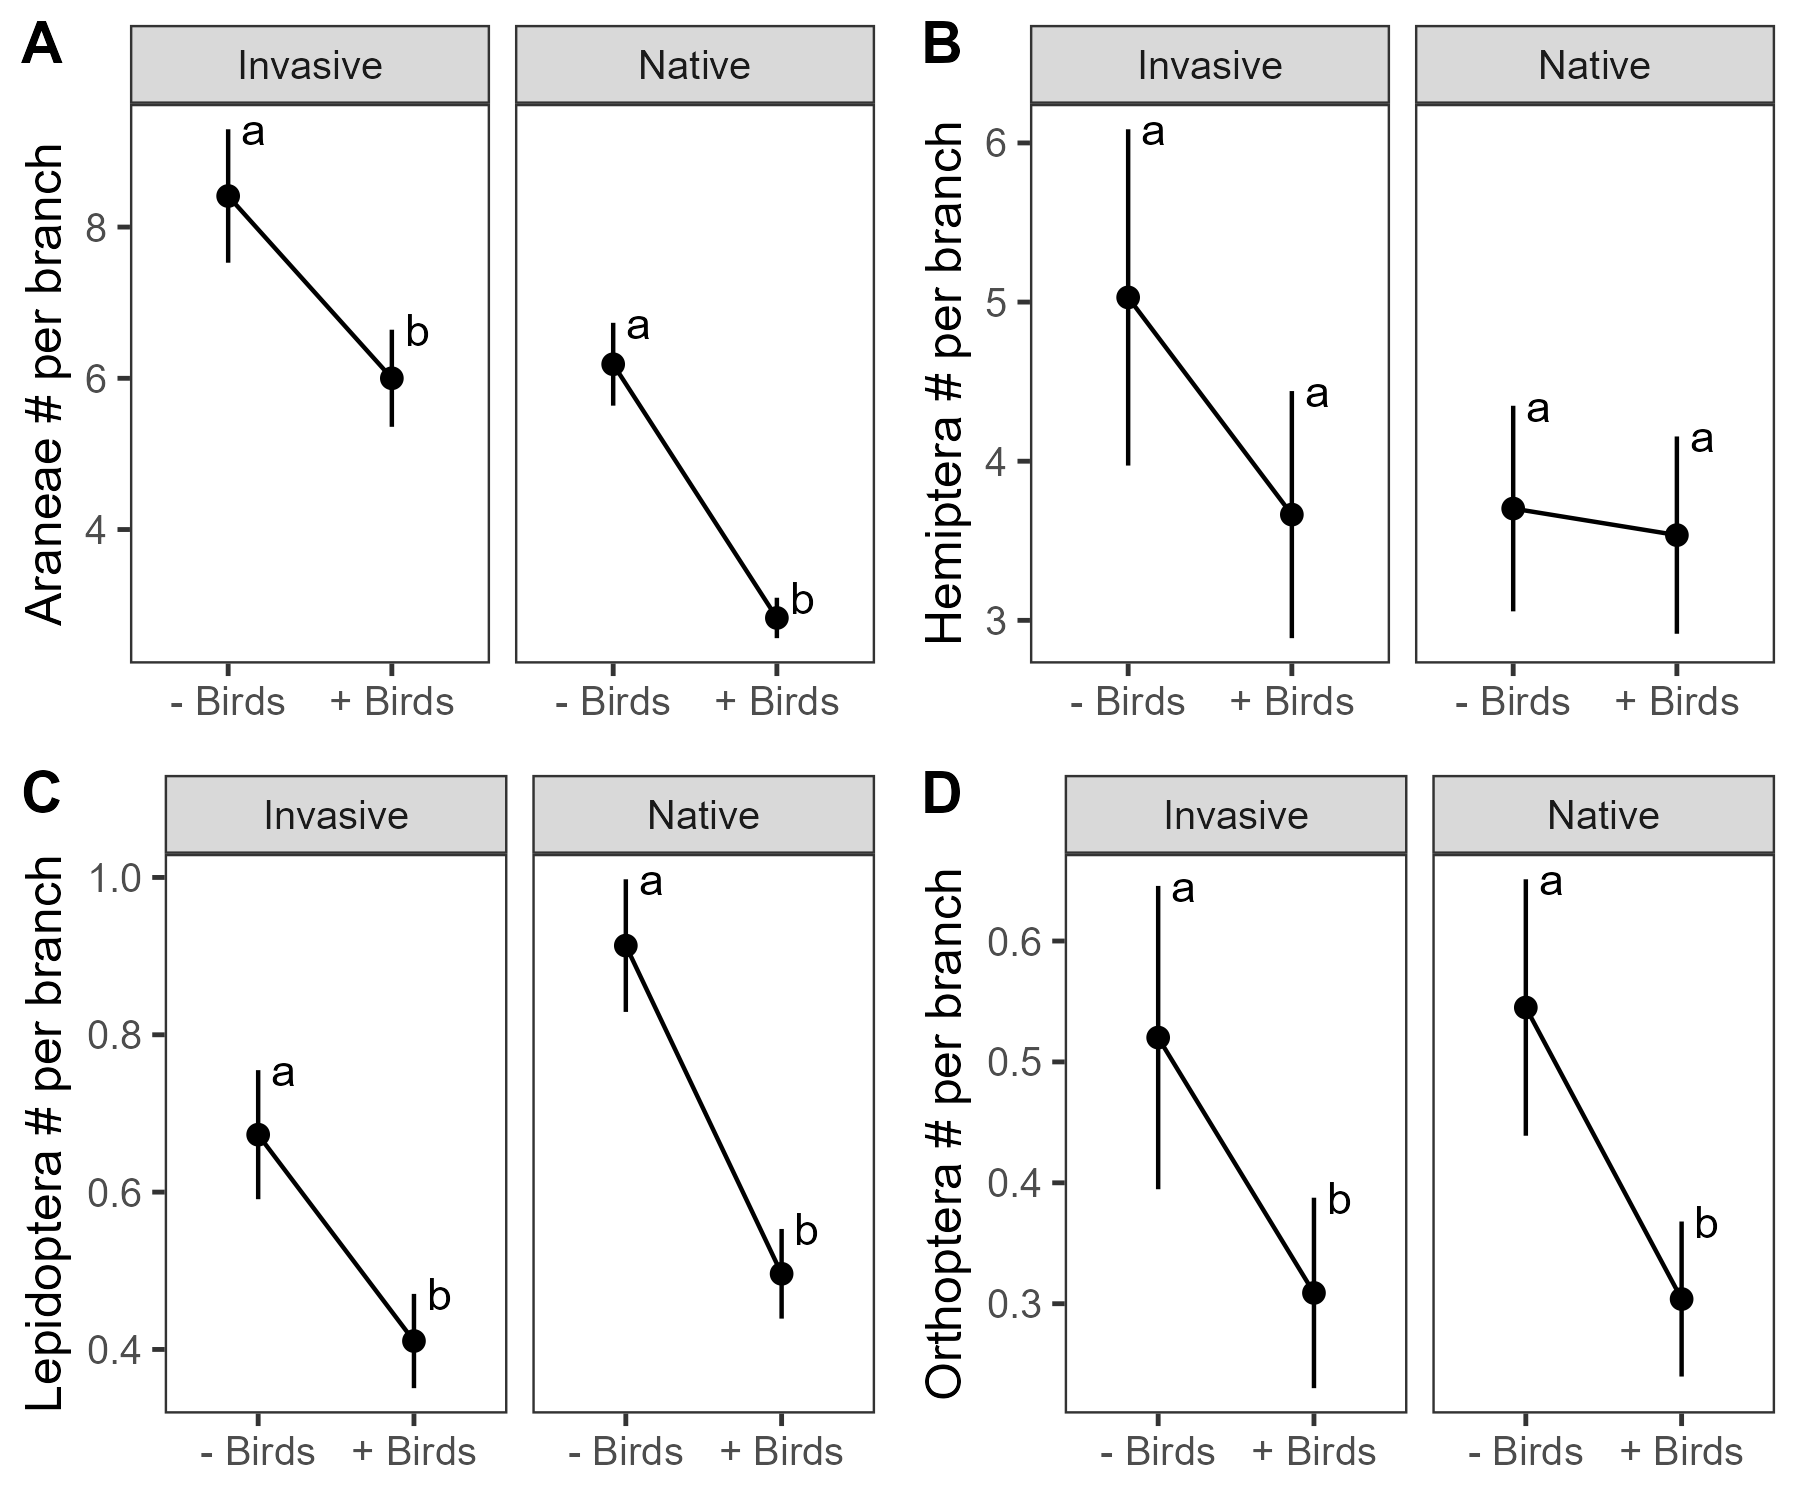 A
Invasive
Native
Araneae # per branch
8
6
4
a
b
a
b
- Birds
+ Birds
- Birds
+ Birds
B
Invasive
Native
Hemiptera # per branch
6
5
4
3
a
a
a
a
- Birds
+ Birds
- Birds
+ Birds
C
Invasive
Native
Lepidoptera # per branch
1.0
0.8
0.6
0.4
a
b
a
b
- Birds
+ Birds
- Birds
+ Birds
D
Invasive
Native
Orthoptera # per branch
0.6
0.5
0.4
0.3
a
b
a
b
- Birds
+ Birds
- Birds
+ Birds